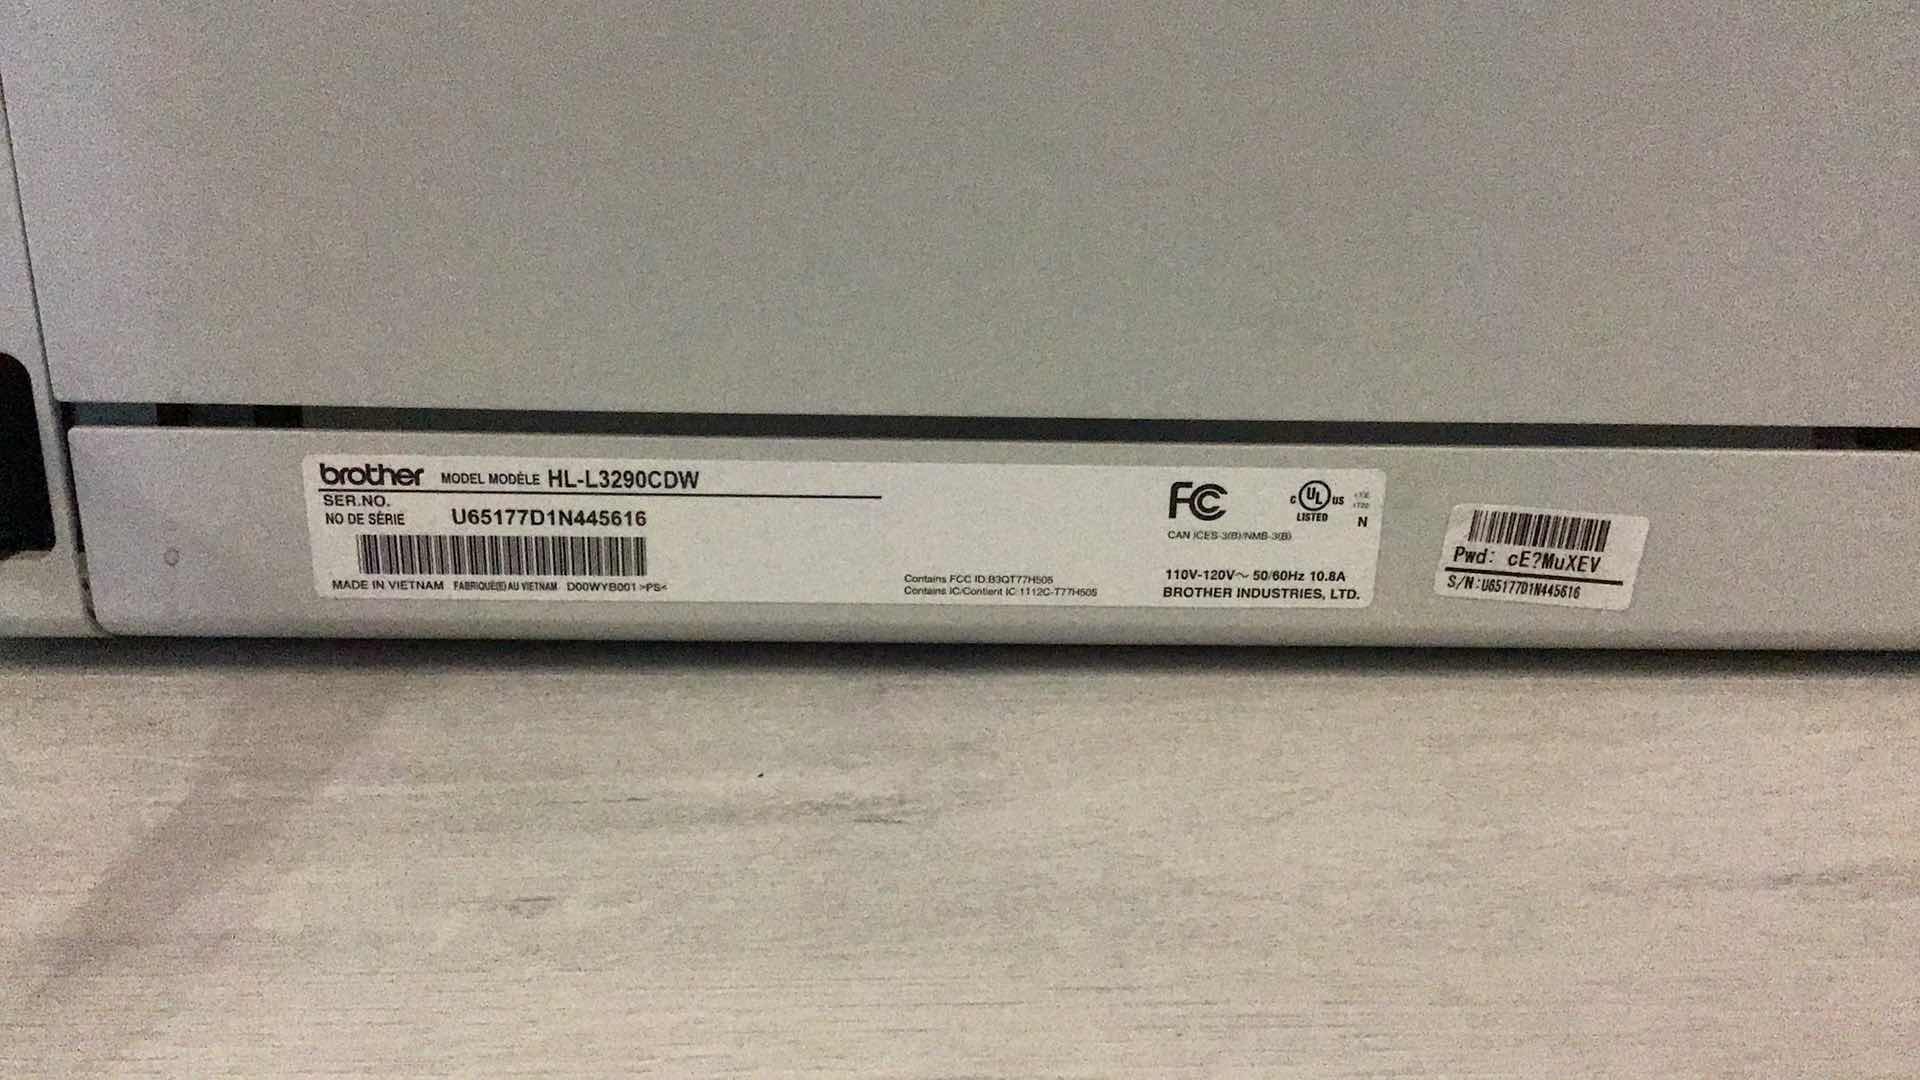 brother MODEL MODÈLE HL-L3290CDW
SER.NO.
NO DE SÉRIE U65177D1N445616
MADE IN VIETNAM FABRIQUÉ(E) AU VIETNAM D00WYB001 >PS<
Contains FCC ID:B3QT77H505
Contains IC/Contient IC:1112C-T77H505
FC
C UL US
LISTED
N
CAN ICES-3(B)/NMB-3(B)
110V-120V～ 50/60Hz 10.8A
BROTHER INDUSTRIES, LTD.
Pwd: cE?MuXEV
S/N:U65177D1N445616